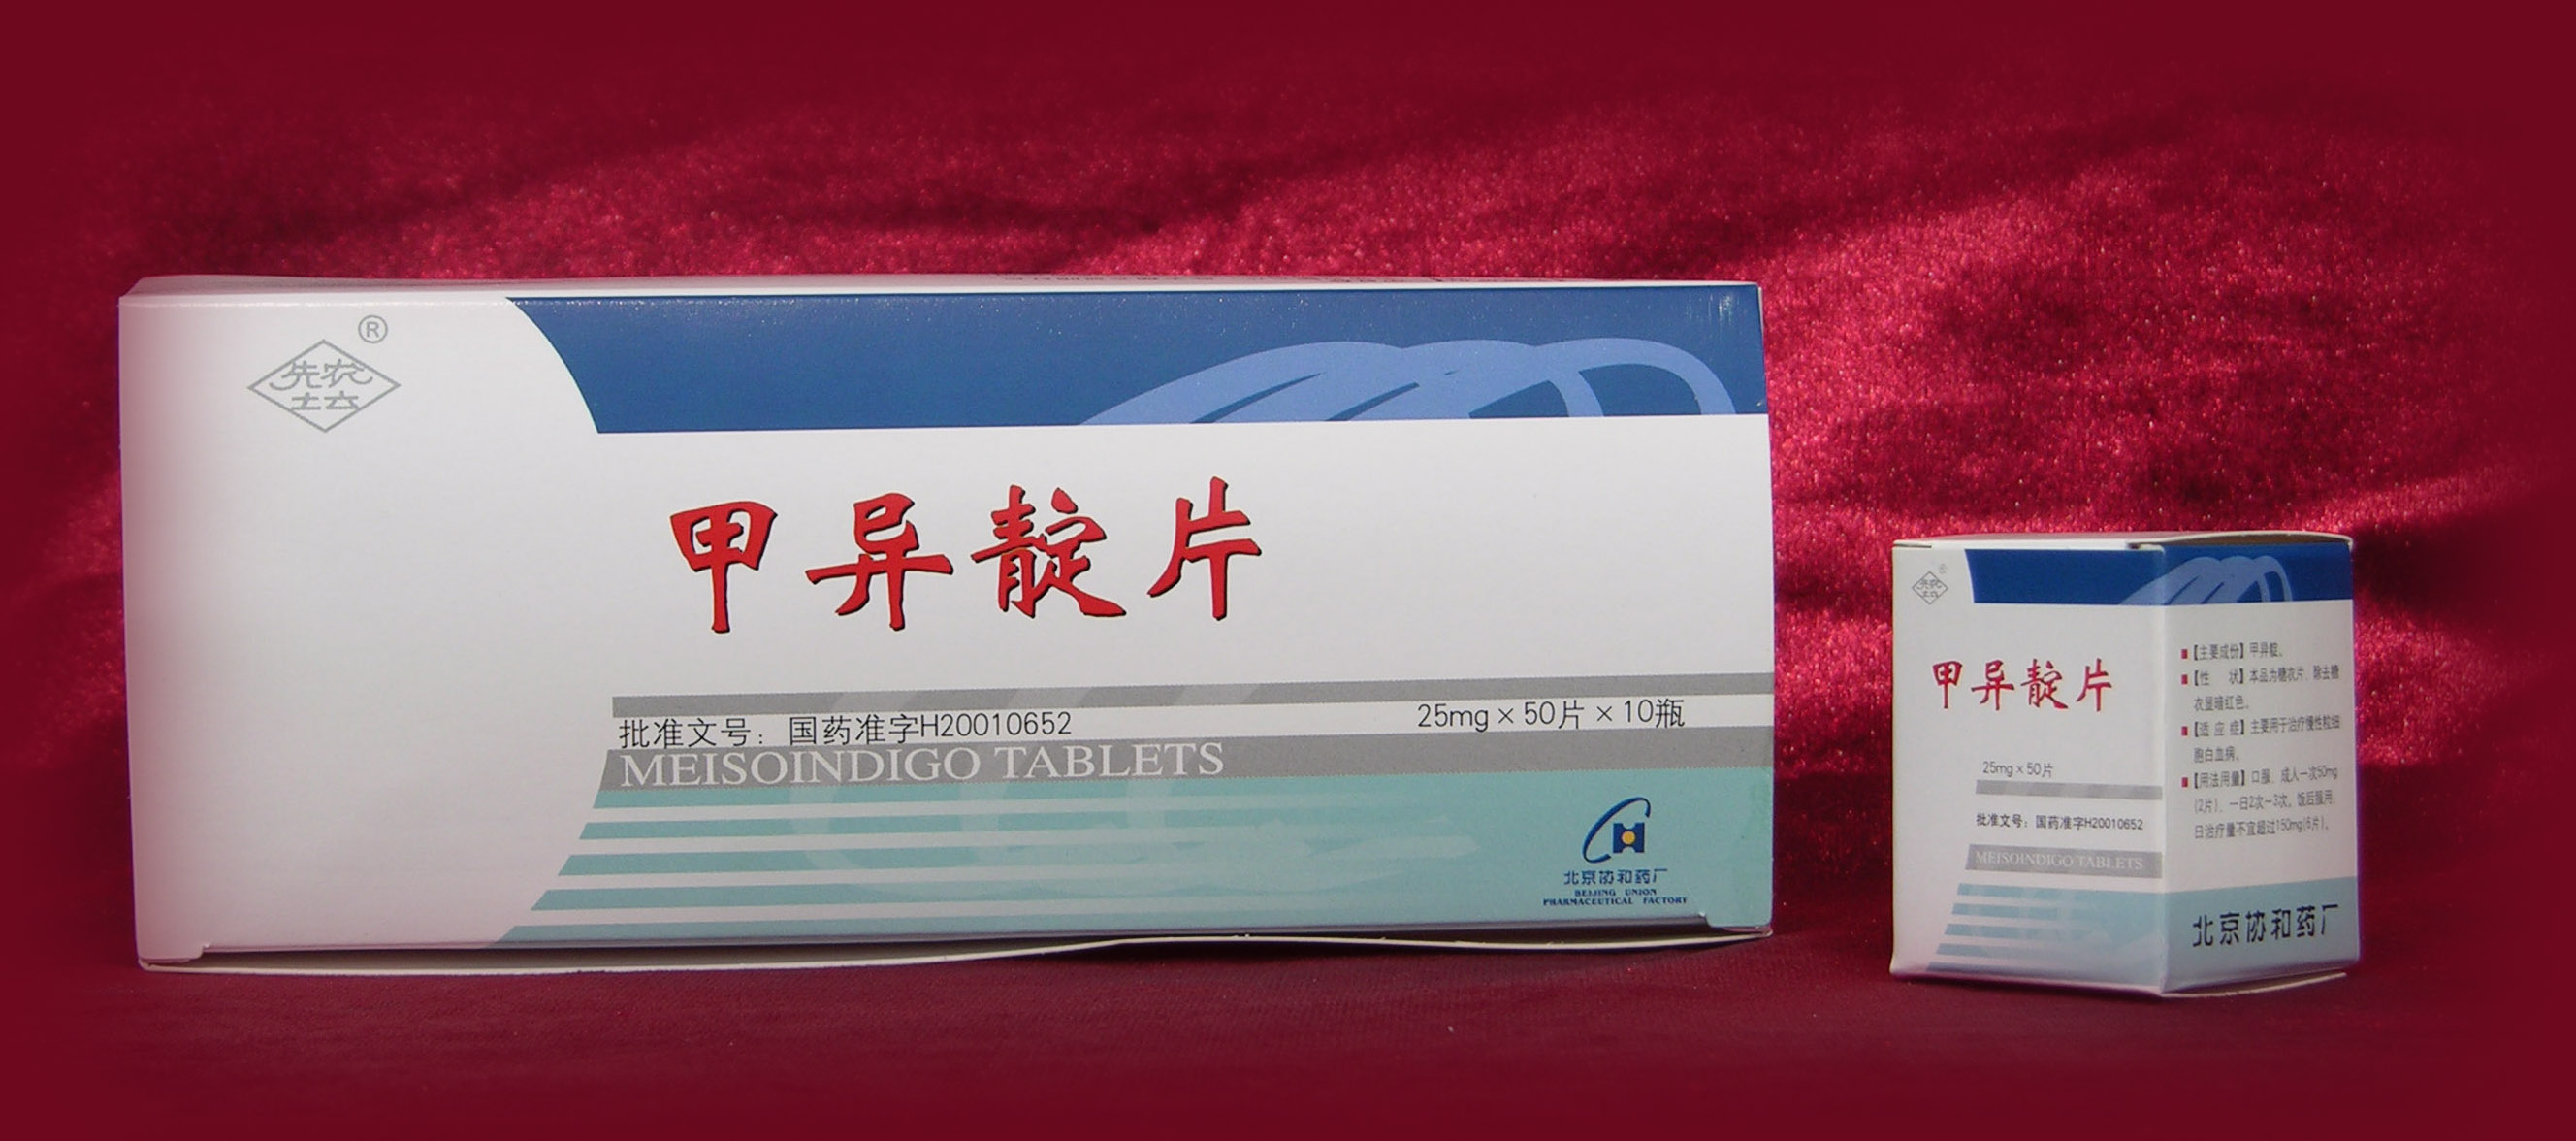 ®
先农
土六
甲异靛片
批准文号：国药准字H20010652
25mg×50片×10瓶
MEISOINDIGO TABLETS
北京协和药厂
BEIJING UNION
PHARMACEUTICAL FACTORY
甲异靛片
25mg×50片
批准文号：国药准字H20010652
MEISOINDIGO TABLETS
【主要成份】甲异靛。
【性 状】本品为糖衣片，除去糖
衣显暗红色。
【适应症】主要用于治疗慢性粒细
胞白血病。
【用法用量】口服，成人一次50mg
(2片)，一日2次~3次，饭后服用，
日治疗量不宜超过150mg(6片)。
北京协和药厂